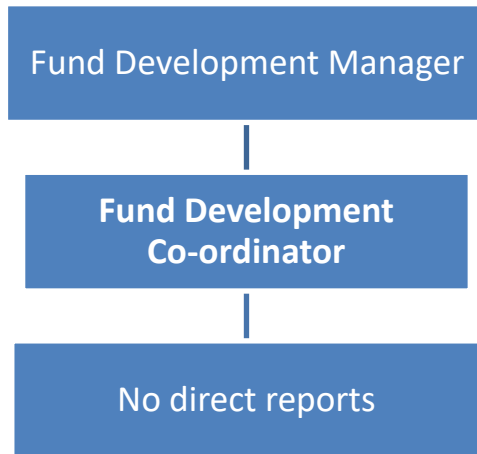 Fund Development Manager
Fund Development
Co-ordinator
No direct reports